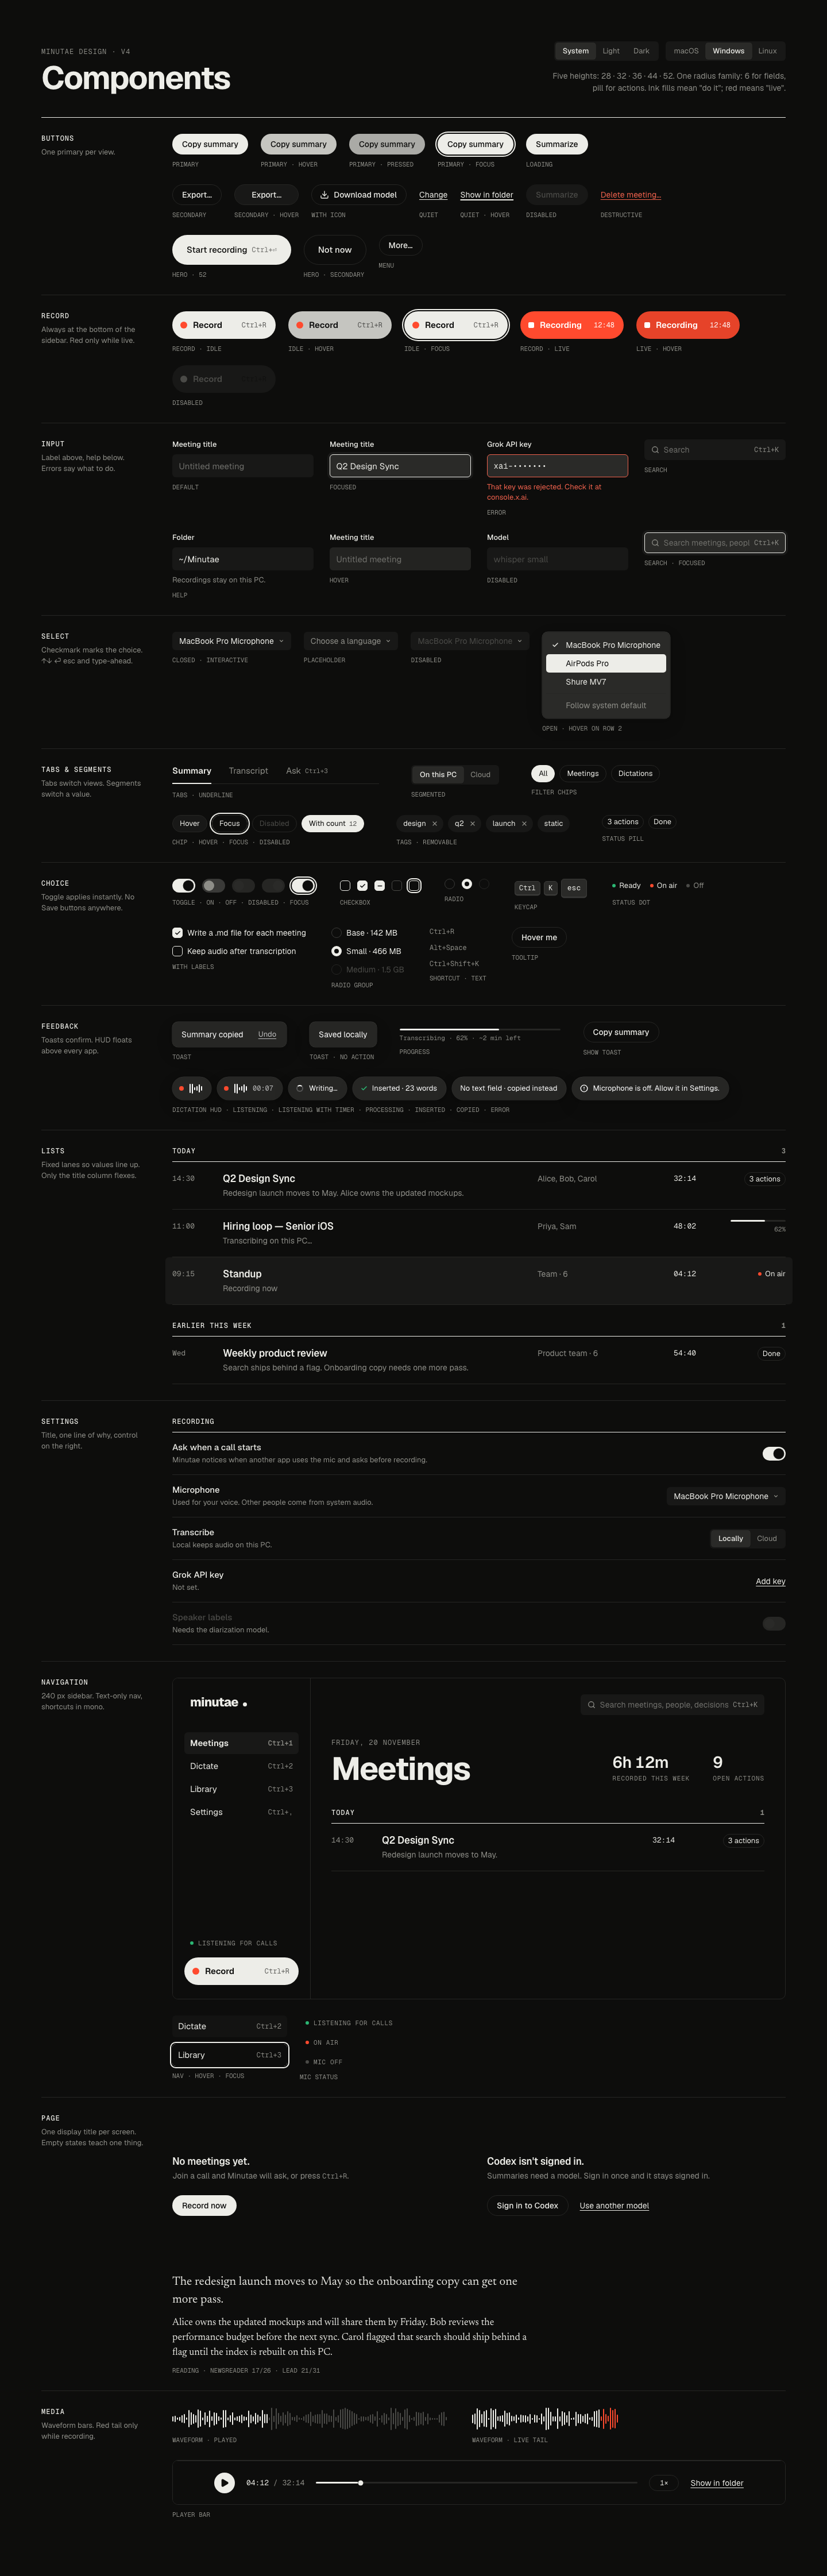 MINUTAE DESIGN · V4
Components
System Light Dark
macOS Windows Linux
Five heights: 28 · 32 · 36 · 44 · 52. One radius family: 6 for fields,
pill for actions. Ink fills mean "do it"; red means "live".
BUTTONS
One primary per view.
Copy summary
Copy summary
Copy summary
Copy summary
Summarize
PRIMARY
PRIMARY · HOVER
PRIMARY · PRESSED
PRIMARY · FOCUS
LOADING
Export…
Export…
Download model
Change
Show in folder
Summarize
Delete meeting…
SECONDARY
SECONDARY · HOVER
WITH ICON
QUIET
QUIET · HOVER
DISABLED
DESTRUCTIVE
Start recording Ctrl+⏎
Not now
More…
HERO · 52
HERO · SECONDARY
MENU
RECORD
Always at the bottom of the
sidebar. Red only while live.
Record Ctrl+R
Record Ctrl+R
Record Ctrl+R
Recording 12:48
Recording 12:48
RECORD · IDLE
IDLE · HOVER
IDLE · FOCUS
RECORD · LIVE
LIVE · HOVER
Record
DISABLED
INPUT
Label above, help below.
Errors say what to do.
Meeting title
Untitled meeting
DEFAULT
Meeting title
Q2 Design Sync
FOCUSED
Grok API key
xai-•••••••
That key was rejected. Check it at
console.x.ai.
ERROR
Search Ctrl+K
SEARCH
Folder
~/Minutae
Recordings stay on this PC.
HELP
Meeting title
Untitled meeting
HOVER
Model
whisper small
DISABLED
Search meetings, peopl Ctrl+K
SEARCH · FOCUSED
SELECT
Checkmark marks the choice.
↑↓ ⏎ esc and type-ahead.
MacBook Pro Microphone
CLOSED · INTERACTIVE
Choose a language
PLACEHOLDER
MacBook Pro Microphone
DISABLED
MacBook Pro Microphone
AirPods Pro
Shure MV7
Follow system default
OPEN · HOVER ON ROW 2
TABS & SEGMENTS
Tabs switch views. Segments
switch a value.
Summary Transcript Ask Ctrl+3
TABS · UNDERLINE
On this PC Cloud
SEGMENTED
All Meetings Dictations
FILTER CHIPS
Hover Focus Disabled With count 12
CHIP · HOVER · FOCUS · DISABLED
design × q2 × launch × static
TAGS · REMOVABLE
3 actions Done
STATUS PILL
CHOICE
Toggle applies instantly. No
Save buttons anywhere.
TOGGLE · ON · OFF · DISABLED · FOCUS
CHECKBOX
RADIO
Ctrl K esc
KEYCAP
Ready On air Off
STATUS DOT
Write a .md file for each meeting
Keep audio after transcription
WITH LABELS
Base · 142 MB
Small · 466 MB
Medium · 1.5 GB
RADIO GROUP
Ctrl+R
Alt+Space
Ctrl+Shift+K
SHORTCUT · TEXT
Hover me
TOOLTIP
FEEDBACK
Toasts confirm. HUD floats
above every app.
Summary copied Undo
TOAST
Saved locally
TOAST · NO ACTION
Transcribing · 62% · ~2 min left
PROGRESS
Copy summary
SHOW TOAST
00:07
Writing…
Inserted · 23 words
No text field · copied instead
Microphone is off. Allow it in Settings.
DICTATION HUD · LISTENING · LISTENING WITH TIMER · PROCESSING · INSERTED · COPIED · ERROR
LISTS
Fixed lanes so values line up.
Only the title column flexes.
TODAY 3
14:30 Q2 Design Sync Alice, Bob, Carol 32:14 3 actions
Redesign launch moves to May. Alice owns the updated mockups.
11:00 Hiring loop — Senior iOS Priya, Sam 48:02
62%
Transcribing on this PC…
09:15 Standup Team · 6 04:12 On air
Recording now
EARLIER THIS WEEK 1
Wed Weekly product review Product team · 6 54:40 Done
Search ships behind a flag. Onboarding copy needs one more pass.
SETTINGS
Title, one line of why, control
on the right.
RECORDING
Ask when a call starts
Minutae notices when another app uses the mic and asks before recording.
Microphone
Used for your voice. Other people come from system audio.
MacBook Pro Microphone
Transcribe
Local keeps audio on this PC.
Locally Cloud
Grok API key
Not set.
Add key
Speaker labels
Needs the diarization model.
NAVIGATION
240 px sidebar. Text-only nav,
shortcuts in mono.
minutae
Meetings Ctrl+1
Dictate Ctrl+2
Library Ctrl+3
Settings Ctrl+,
LISTENING FOR CALLS
Record Ctrl+R
Search meetings, people, decisions Ctrl+K
FRIDAY, 20 NOVEMBER
Meetings
6h 12m
RECORDED THIS WEEK
9
OPEN ACTIONS
TODAY 1
14:30 Q2 Design Sync 32:14 3 actions
Redesign launch moves to May.
Dictate Ctrl+2
Library Ctrl+3
NAV · HOVER · FOCUS
LISTENING FOR CALLS
ON AIR
MIC OFF
MIC STATUS
PAGE
One display title per screen.
Empty states teach one thing.
No meetings yet.
Join a call and Minutae will ask, or press Ctrl+R.
Record now
Codex isn't signed in.
Summaries need a model. Sign in once and it stays signed in.
Sign in to Codex
Use another model
The redesign launch moves to May so the onboarding copy can get one
more pass.
Alice owns the updated mockups and will share them by Friday. Bob reviews the
performance budget before the next sync. Carol flagged that search should ship behind a
flag until the index is rebuilt on this PC.
READING · NEWSREADER 17/26 · LEAD 21/31
MEDIA
Waveform bars. Red tail only
while recording.
WAVEFORM · PLAYED
WAVEFORM · LIVE TAIL
04:12 / 32:14
1×
Show in folder
PLAYER BAR